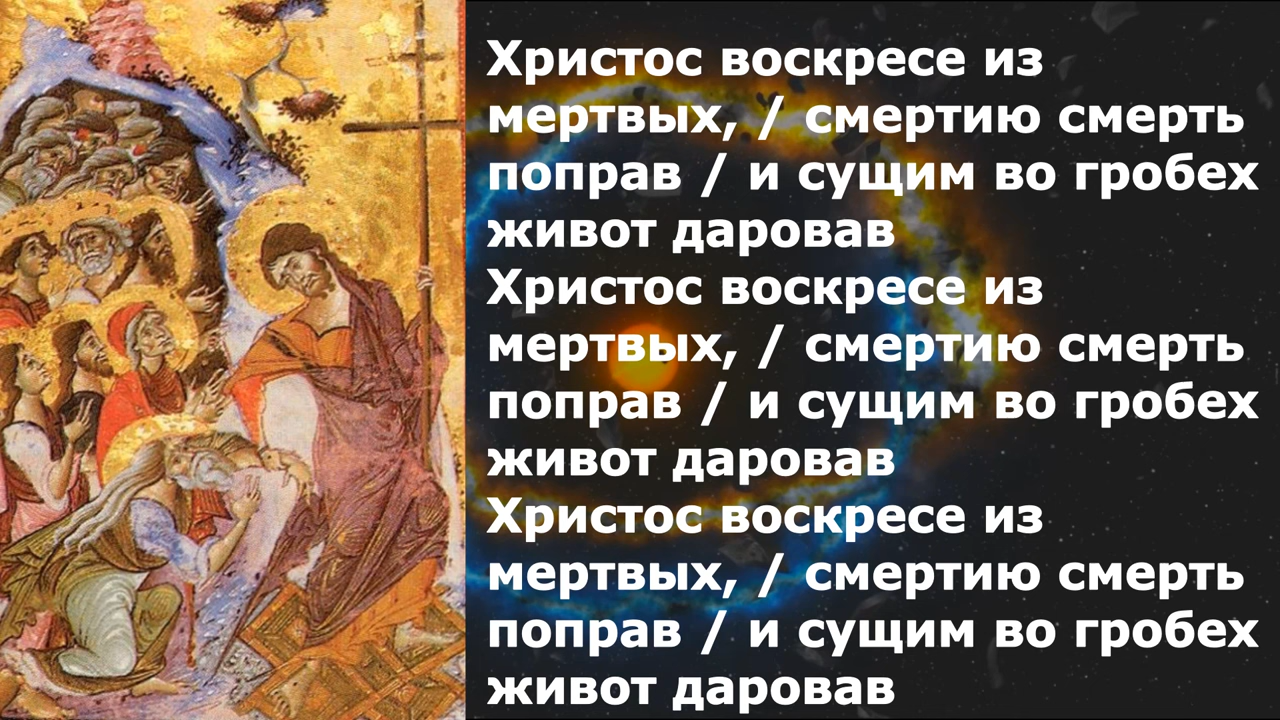 Христос воскресе из
мертвых, / смертию смерть
поправ / и сущим во гробех
живот даровав
Христос воскресе из
мертвых, / смертию смерть
поправ / и сущим во гробех
живот даровав
Христос воскресе из
мертвых, / смертию смерть
поправ / и сущим во гробех
живот даровав